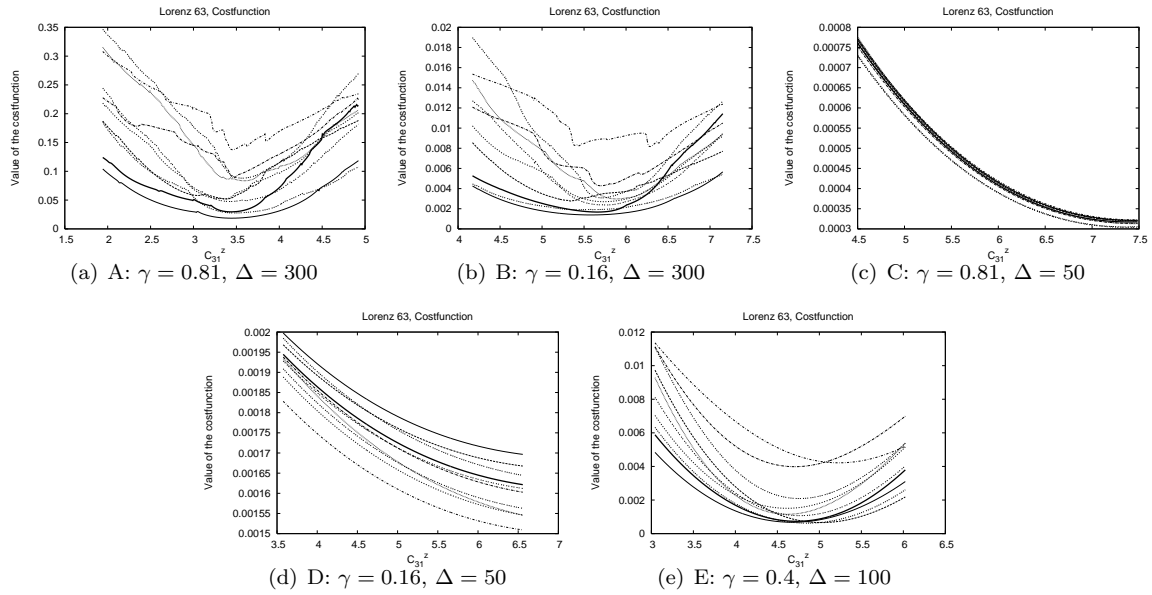 Lorenz 63, Costfunction
Value of the costfunction
0.35
0.3
0.25
0.2
0.15
0.1
0.05
0
1.5 2 2.5 3 3.5 4 4.5 5
C₃₁ᶻ
(a) A: γ = 0.81, Δ = 300
Lorenz 63, Costfunction
Value of the costfunction
0.02
0.018
0.016
0.014
0.012
0.01
0.008
0.006
0.004
0.002
0
4 4.5 5 5.5 6 6.5 7 7.5
C₃₁ᶻ
(b) B: γ = 0.16, Δ = 300
Lorenz 63, Costfunction
Value of the costfunction
0.0008
0.00075
0.0007
0.00065
0.0006
0.00055
0.0005
0.00045
0.0004
0.00035
0.0003
4.5 5 5.5 6 6.5 7 7.5
C₃₁ᶻ
(c) C: γ = 0.81, Δ = 50
Lorenz 63, Costfunction
Value of the costfunction
0.002
0.00195
0.0019
0.00185
0.0018
0.00175
0.0017
0.00165
0.0016
0.00155
0.0015
3.5 4 4.5 5 5.5 6 6.5 7
C₃₁ᶻ
(d) D: γ = 0.16, Δ = 50
Lorenz 63, Costfunction
Value of the costfunction
0.012
0.01
0.008
0.006
0.004
0.002
0
3 3.5 4 4.5 5 5.5 6 6.5
C₃₁ᶻ
(e) E: γ = 0.4, Δ = 100